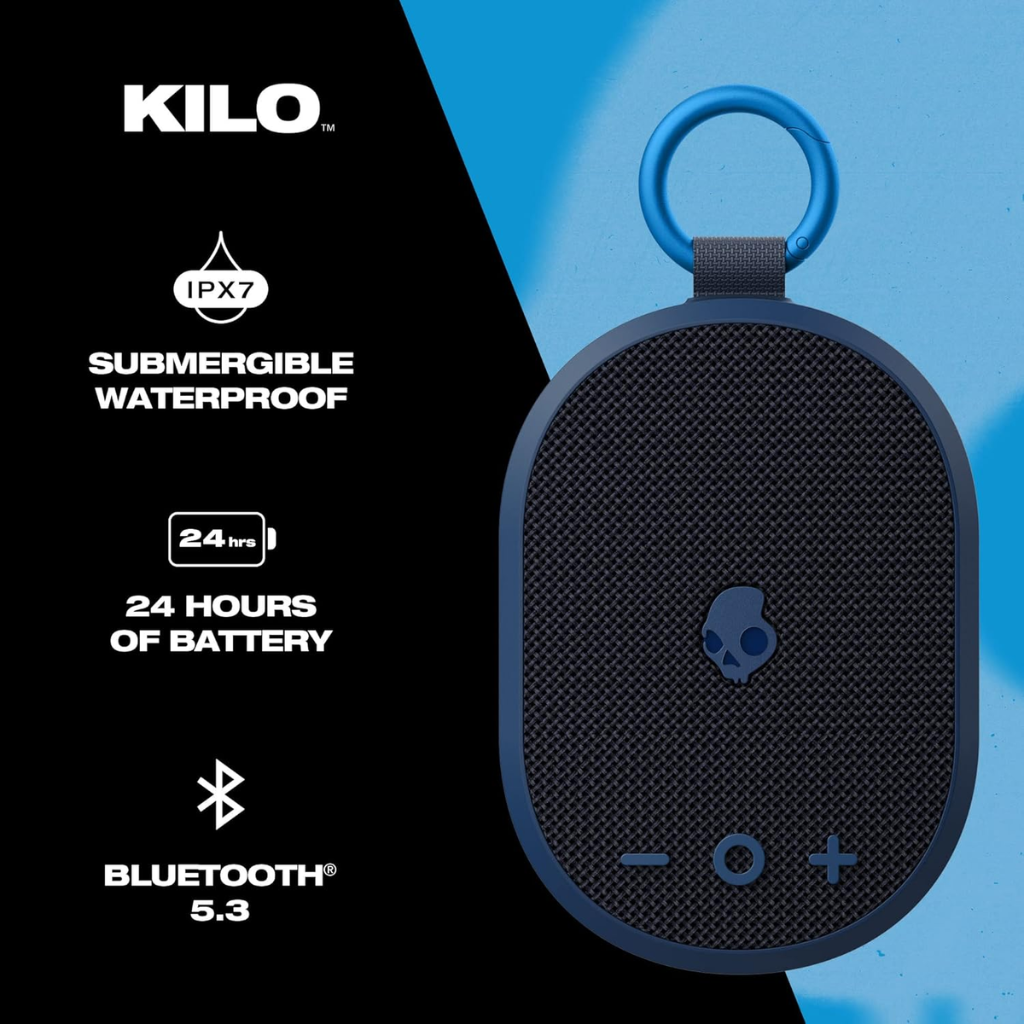 KILO™
IPX7
SUBMERGIBLE
WATERPROOF
24 hrs
24 HOURS
OF BATTERY
BLUETOOTH®
5.3